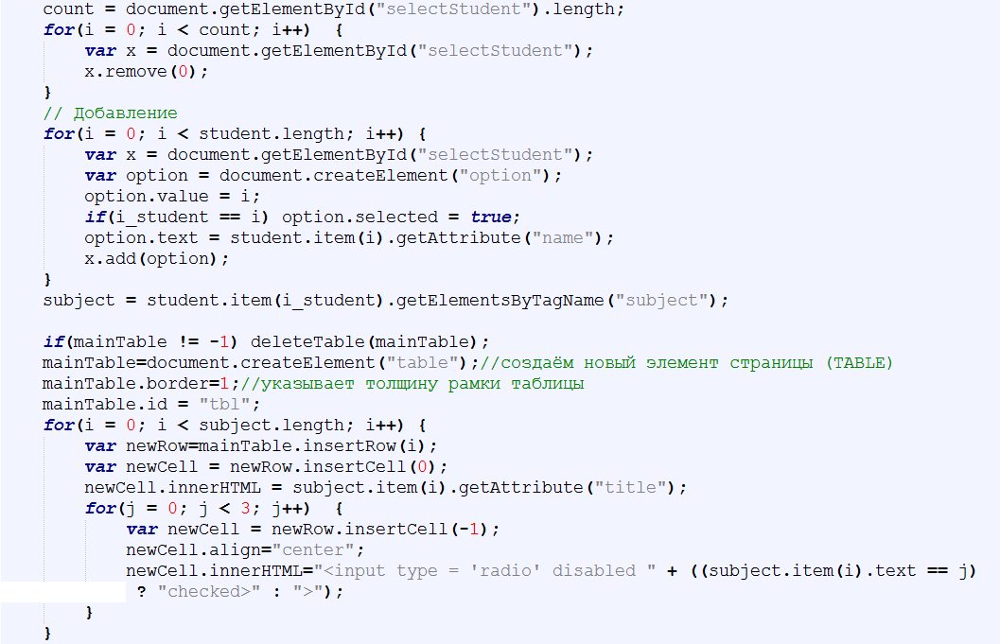 count = document.getElementById("selectStudent").length;
for(i = 0; i < count; i++)  {
    var x = document.getElementById("selectStudent");
    x.remove(0);
}
// Добавление
for(i = 0; i < student.length; i++) {
    var x = document.getElementById("selectStudent");
    var option = document.createElement("option");
    option.value = i;
    if(i_student == i) option.selected = true;
    option.text = student.item(i).getAttribute("name");
    x.add(option);
}
subject = student.item(i_student).getElementsByTagName("subject");

if(mainTable != -1) deleteTable(mainTable);
mainTable=document.createElement("table");//создаём новый элемент страницы (TABLE)
mainTable.border=1;//указывает толщину рамки таблицы
mainTable.id = "tbl";
for(i = 0; i < subject.length; i++) {
    var newRow=mainTable.insertRow(i);
    var newCell = newRow.insertCell(0);
    newCell.innerHTML = subject.item(i).getAttribute("title");
    for(j = 0; j < 3; j++)  {
        var newCell = newRow.insertCell(-1);
        newCell.align="center";
        newCell.innerHTML="<input type = 'radio' disabled " + ((subject.item(i).text == j)
         ? "checked>" : ">");
    }
}